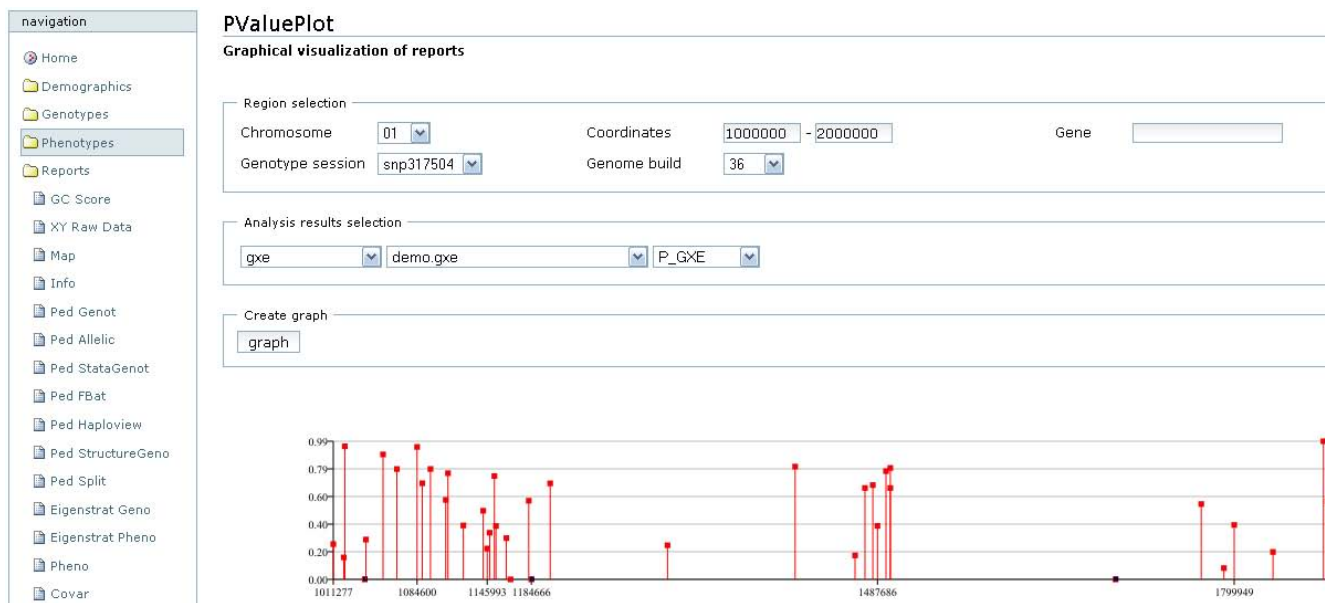 navigation
Home
Demographics
Genotypes
Phenotypes
Reports
GC Score
XY Raw Data
Map
Info
Ped Genot
Ped Allelic
Ped StataGenot
Ped FBat
Ped Haploview
Ped StructureGeno
Ped Split
Eigenstrat Geno
Eigenstrat Pheno
Pheno
Covar
PValuePlot
Graphical visualization of reports
Region selection
Chromosome 01 Coordinates 1000000 - 2000000 Gene
Genotype session snp317504 Genome build 36
Analysis results selection
gxe demo.gxe P_GXE
Create graph
graph
0.99
0.79
0.60
0.40
0.20
0.00
1011277 1084600 1145993 1184666 1487686 1799949